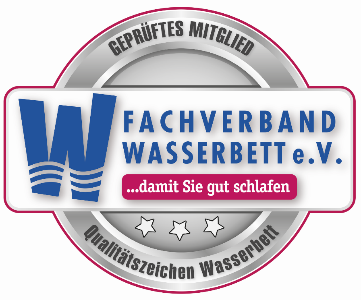 GEPRÜFTES MITGLIED
W FACHVERBAND
WASSERBETT e.V.
...damit Sie gut schlafen
Qualitätszeichen Wasserbett